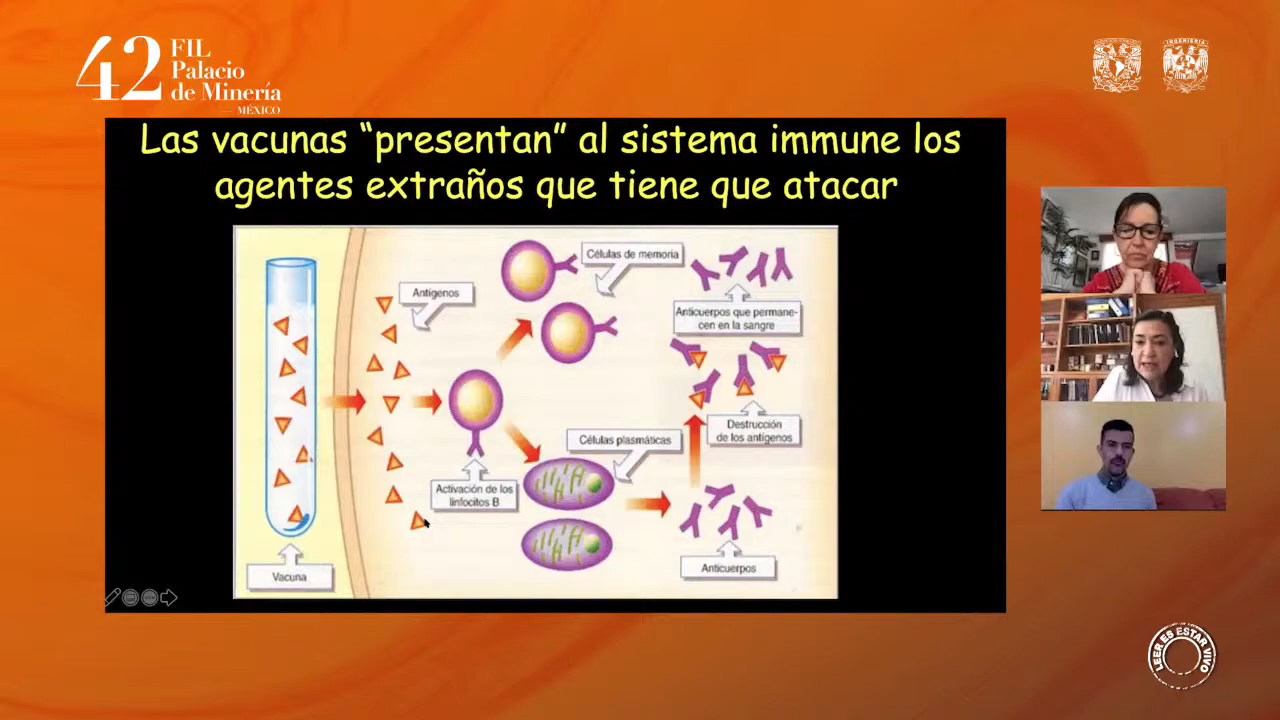 42 FIL
Palacio
de Minería
MÉXICO
Las vacunas “presentan” al sistema immune los
agentes extraños que tiene que atacar
Células de memoria
Antígenos
Anticuerpos que permane-
cen en la sangre
Destrucción
de los antígenos
Células plasmáticas
Activación de los
linfocitos B
Anticuerpos
Vacuna
INGENIERIA
LEER ES ESTAR VIVO